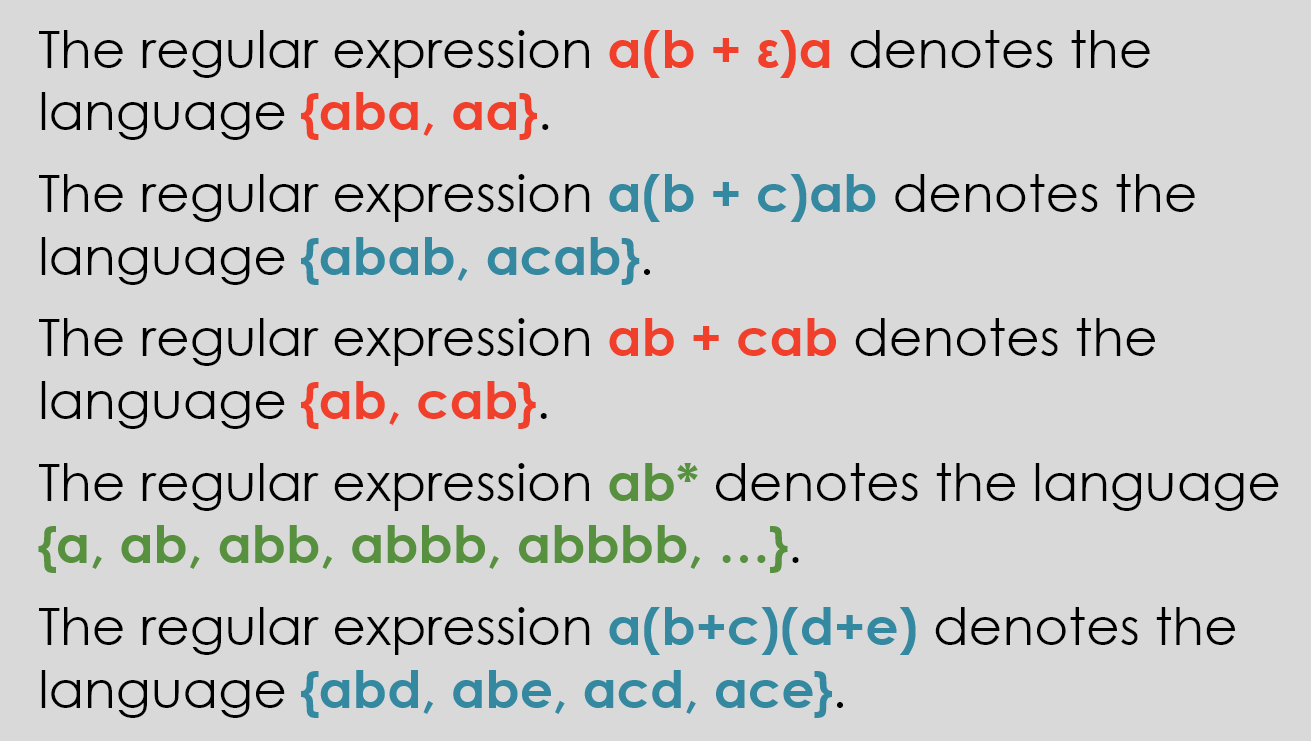 The regular expression a(b + ε)a denotes the
language {aba, aa}.
The regular expression a(b + c)ab denotes the
language {abab, acab}.
The regular expression ab + cab denotes the
language {ab, cab}.
The regular expression ab* denotes the language
{a, ab, abb, abbb, abbbb, …}.
The regular expression a(b+c)(d+e) denotes the
language {abd, abe, acd, ace}.